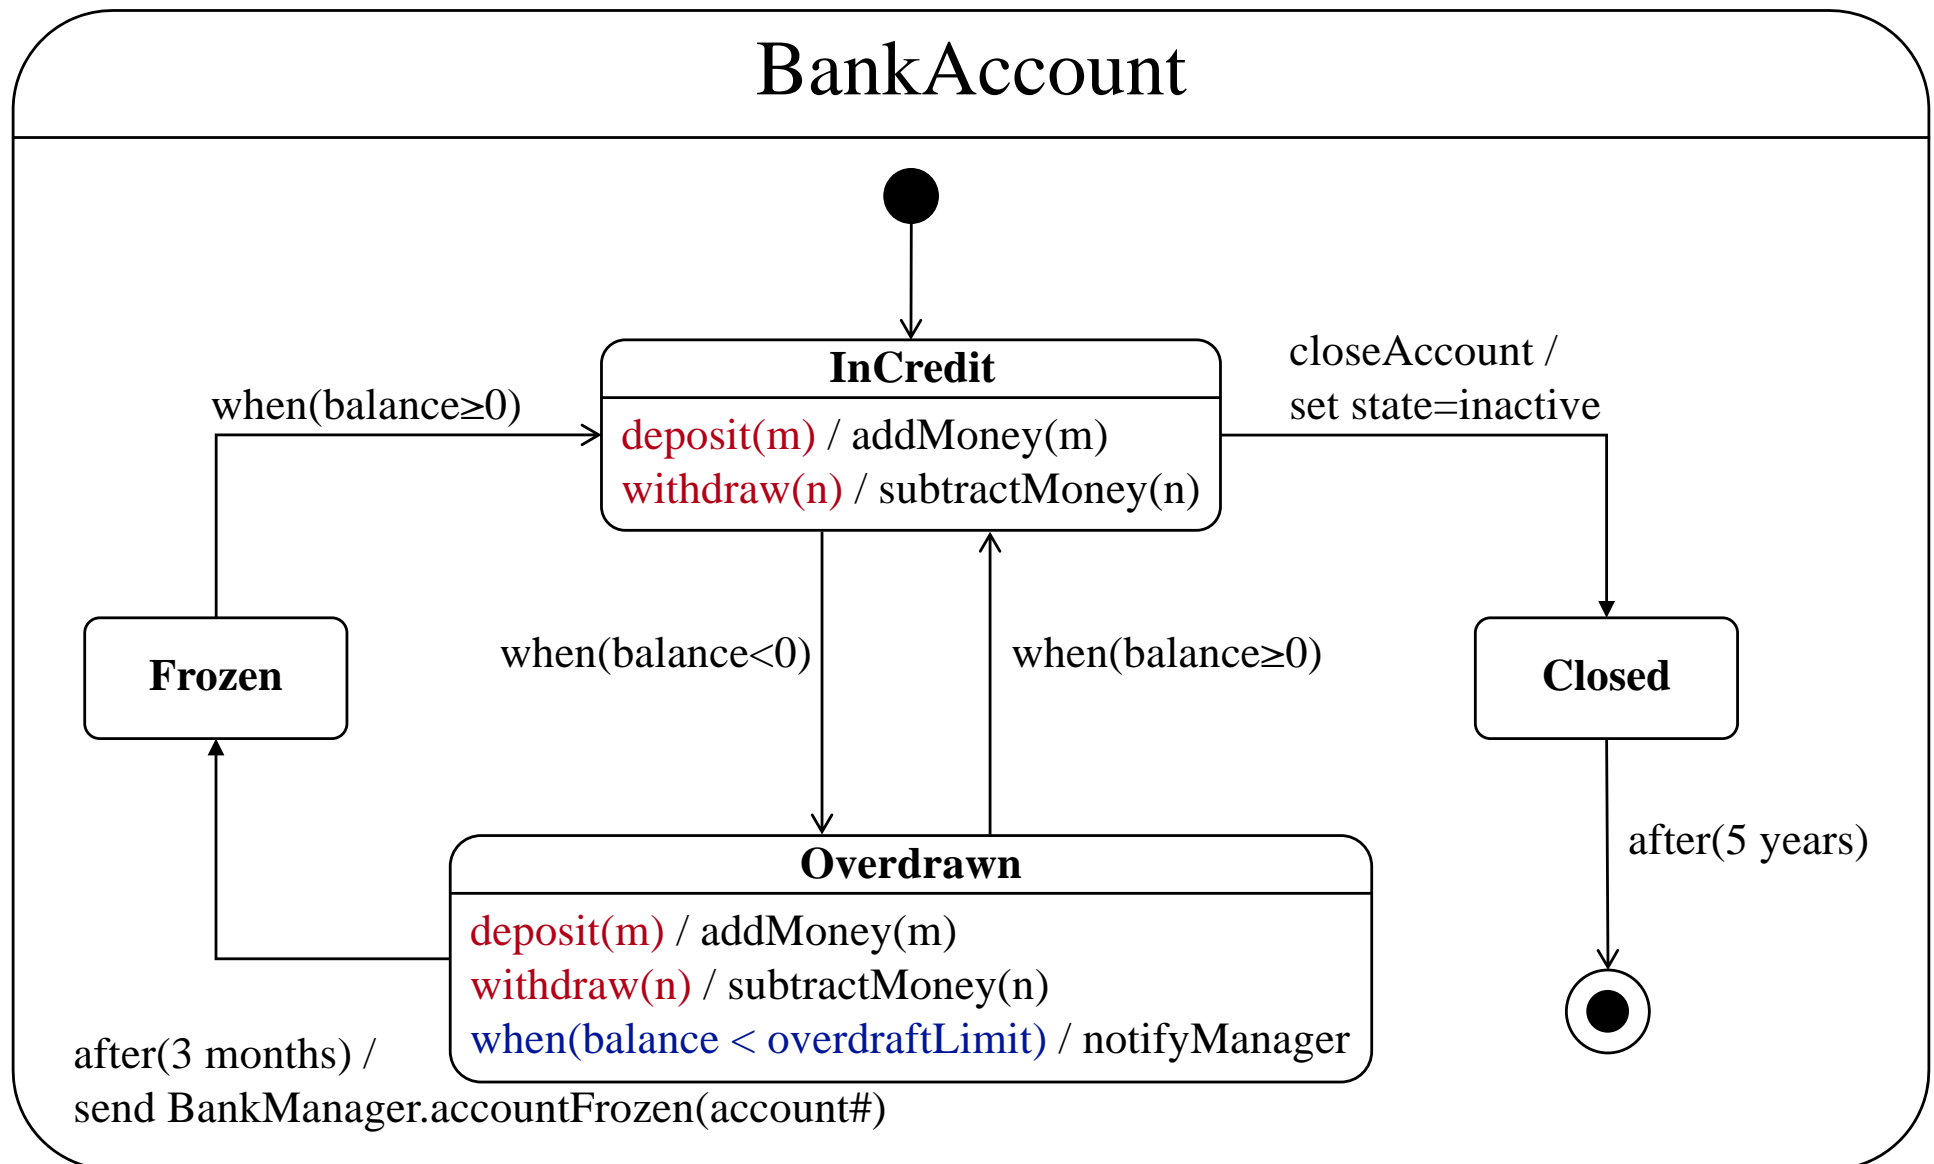 BankAccount
InCredit
deposit(m) / addMoney(m)
withdraw(n) / subtractMoney(n)
closeAccount /
set state=inactive
when(balance≥0)
when(balance<0)
when(balance≥0)
Frozen
Closed
after(5 years)
Overdrawn
deposit(m) / addMoney(m)
withdraw(n) / subtractMoney(n)
when(balance < overdraftLimit) / notifyManager
after(3 months) /
send BankManager.accountFrozen(account#)